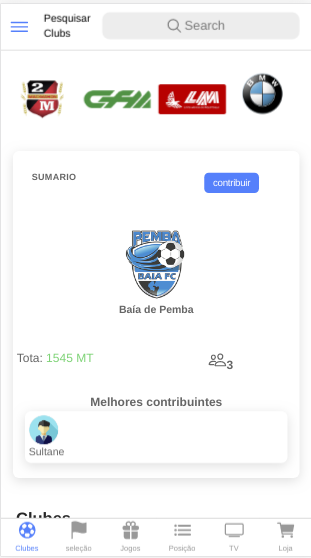 Pesquisar
Clubs
Search
2
M
CFM
LAM
BMW
SUMARIO
contribuir
PEMBA
BAIA FC
Baía de Pemba
Tota: 1545 MT
3
Melhores contribuintes
Sultane
Clubes
Clubes
seleção
Jogos
Posição
TV
Loja